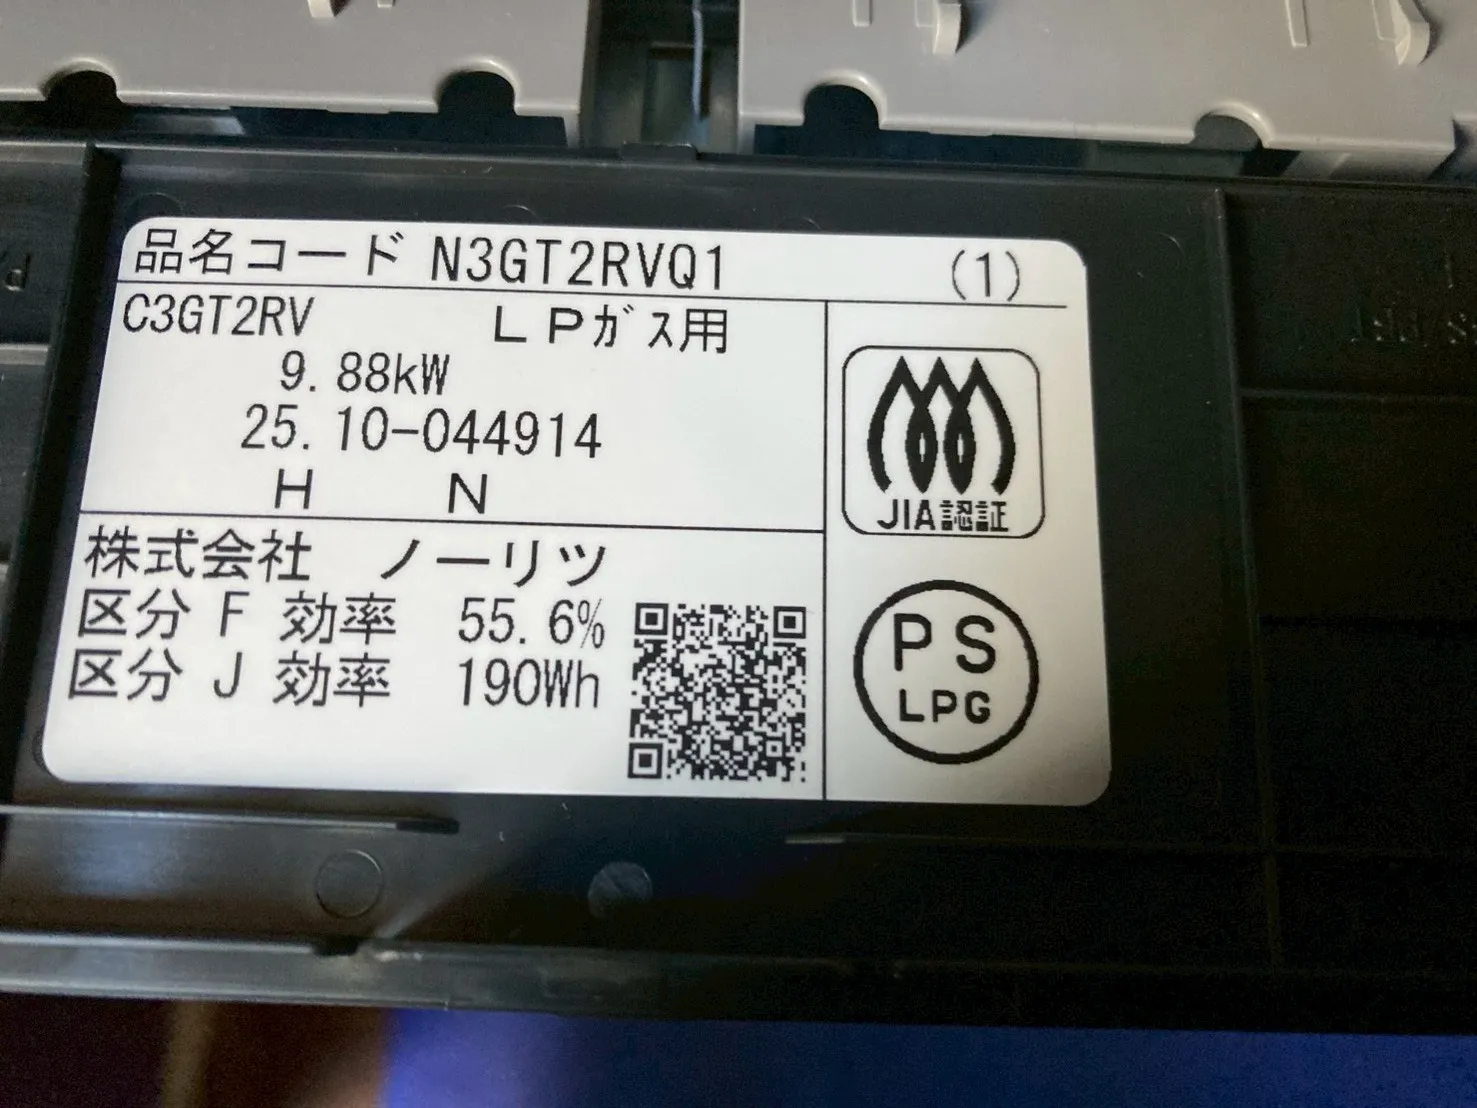 品名コード N3GT2RVQ1 (1)
C3GT2RV LPガス用
9.88kW
25.10-044914
H N
JIA認証
株式会社 ノーリツ
区分 F 効率 55.6%
区分 J 効率 190Wh
PS
LPG